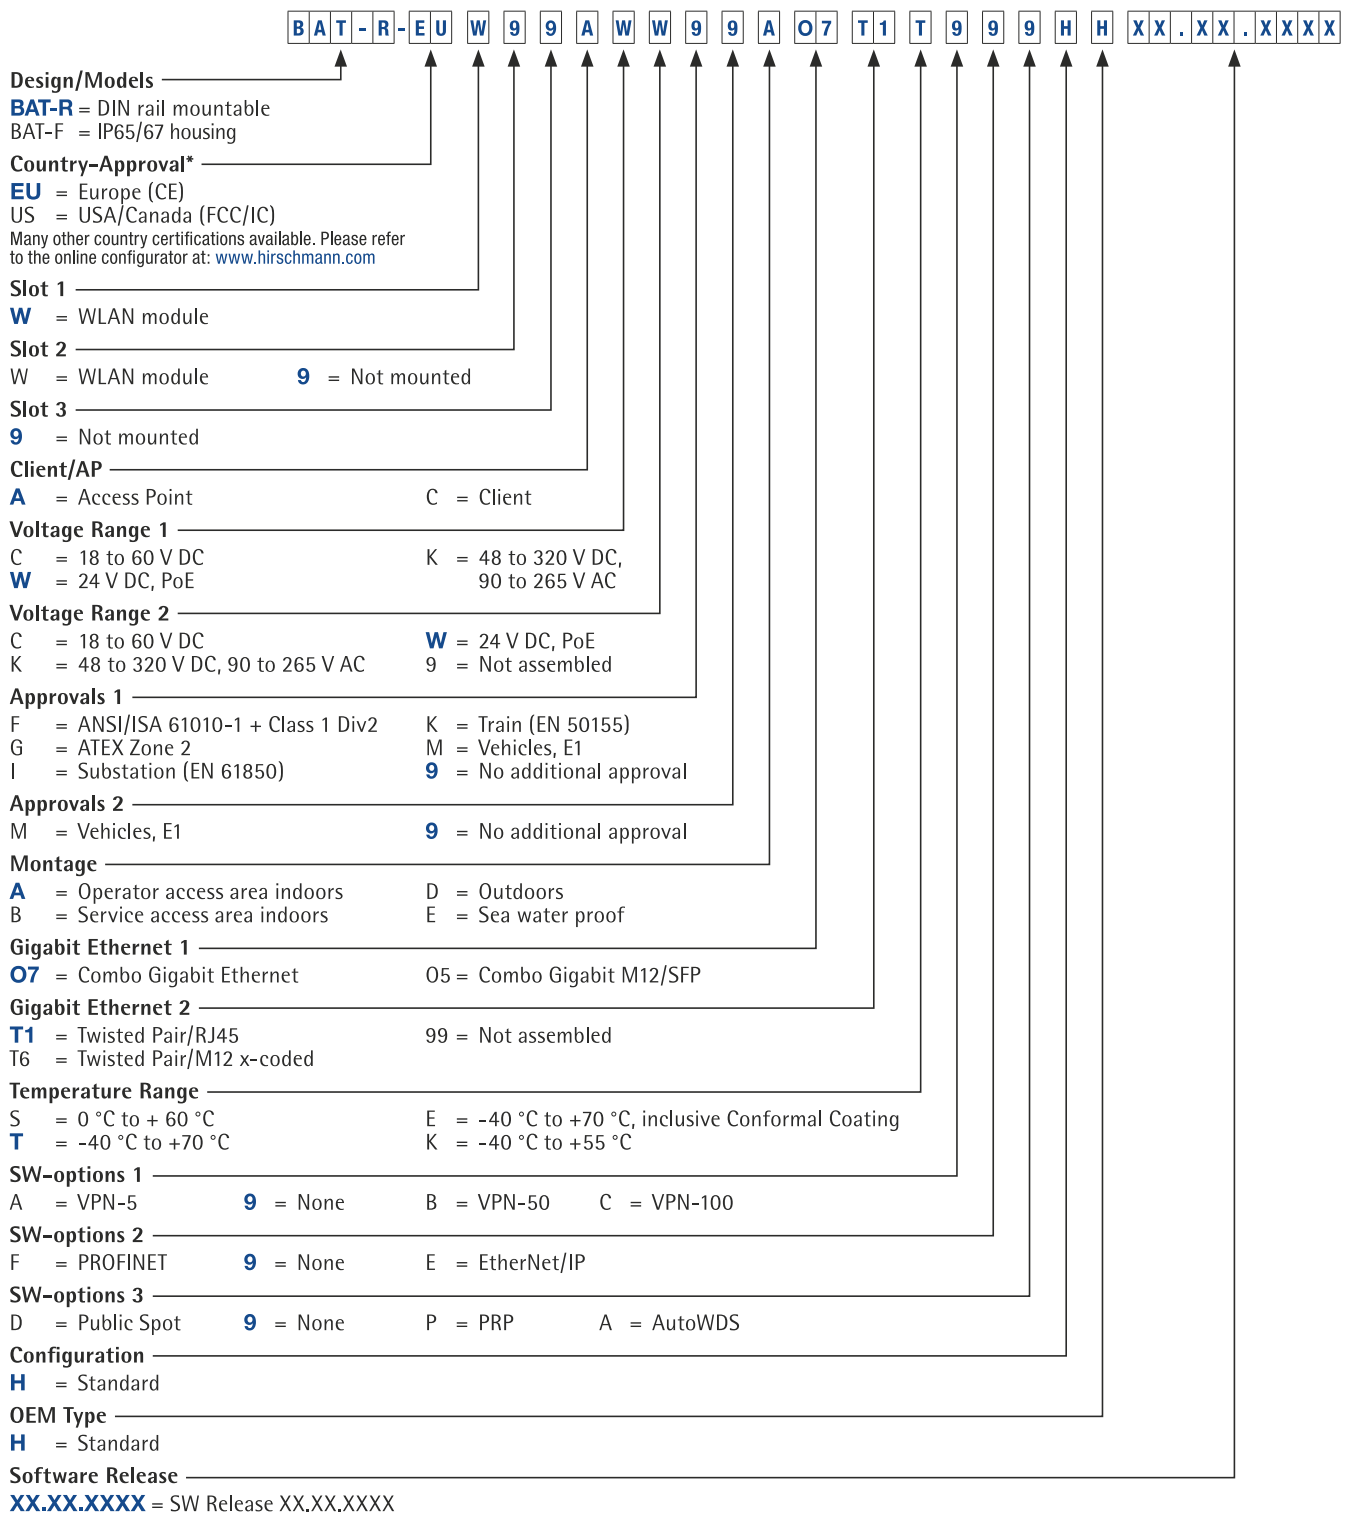 BAT-R-EU W 9 9 A W W 9 9 A O7 T1 T 9 9 9 H H XX.XX.XXXX
Design/Models
BAT-R = DIN rail mountable
BAT-F = IP65/67 housing
Country-Approval*
EU = Europe (CE)
US = USA/Canada (FCC/IC)
Many other country certifications available. Please refer
to the online configurator at: www.hirschmann.com
Slot 1
W = WLAN module
Slot 2
W = WLAN module 9 = Not mounted
Slot 3
9 = Not mounted
Client/AP
A = Access Point C = Client
Voltage Range 1
C = 18 to 60 V DC K = 48 to 320 V DC,
W = 24 V DC, PoE 90 to 265 V AC
Voltage Range 2
C = 18 to 60 V DC W = 24 V DC, PoE
K = 48 to 320 V DC, 90 to 265 V AC 9 = Not assembled
Approvals 1
F = ANSI/ISA 61010-1 + Class 1 Div2 K = Train (EN 50155)
G = ATEX Zone 2 M = Vehicles, E1
I = Substation (EN 61850) 9 = No additional approval
Approvals 2
M = Vehicles, E1 9 = No additional approval
Montage
A = Operator access area indoors D = Outdoors
B = Service access area indoors E = Sea water proof
Gigabit Ethernet 1
O7 = Combo Gigabit Ethernet O5 = Combo Gigabit M12/SFP
Gigabit Ethernet 2
T1 = Twisted Pair/RJ45 99 = Not assembled
T6 = Twisted Pair/M12 x-coded
Temperature Range
S = 0 °C to + 60 °C E = -40 °C to +70 °C, inclusive Conformal Coating
T = -40 °C to +70 °C K = -40 °C to +55 °C
SW-options 1
A = VPN-5 9 = None B = VPN-50 C = VPN-100
SW-options 2
F = PROFINET 9 = None E = EtherNet/IP
SW-options 3
D = Public Spot 9 = None P = PRP A = AutoWDS
Configuration
H = Standard
OEM Type
H = Standard
Software Release
XX.XX.XXXX = SW Release XX.XX.XXXX